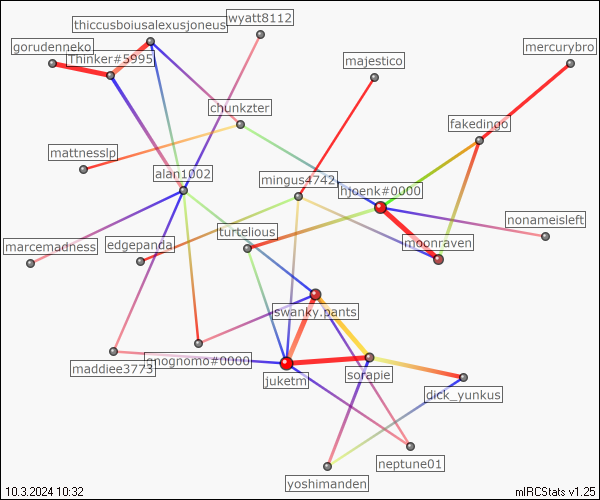 wyatt8112
thiccusboiusalexusjoneus
gorudenneko
mercurybro
Thinker#5995
majestico
chunkzter
fakedingo
mattnesslp
alan1002
mingus4742
hjoenk#0000
nonameisleft
turtelious
marcemadness
edgepanda
moonraven
swanky.pants
gnognomo#0000
maddiee3773
sorapie
juketm
dick_yunkus
neptune01
yoshimanden
10.3.2024 10:32
mIRCStats v1.25